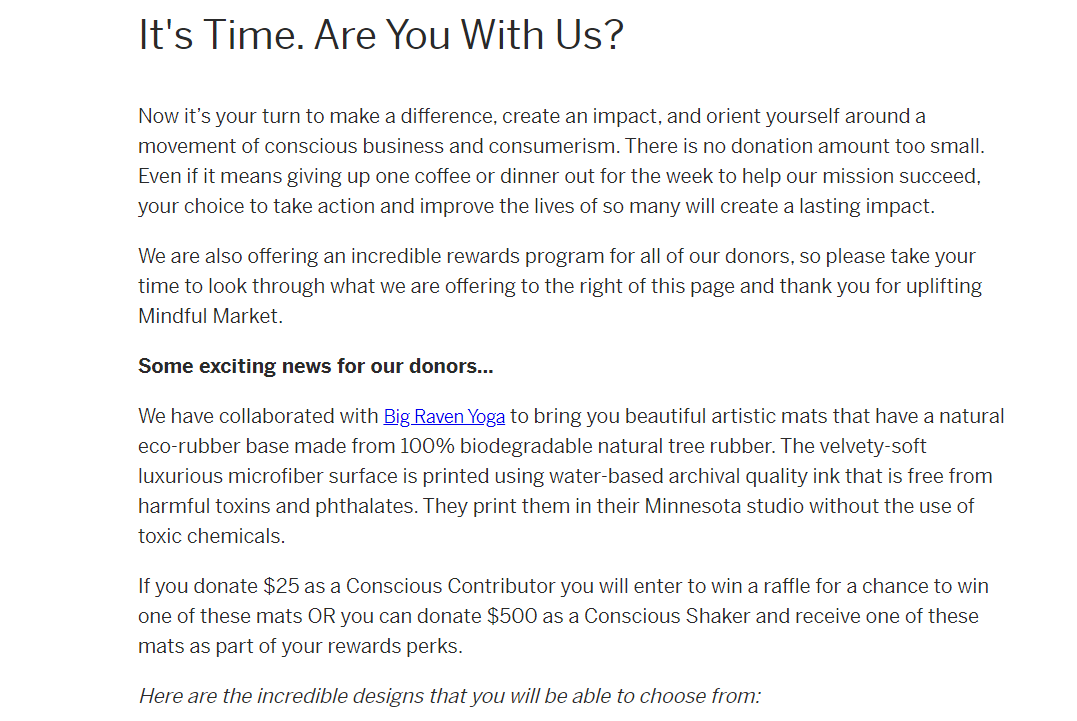 It's Time. Are You With Us?
Now it’s your turn to make a difference, create an impact, and orient yourself around a
movement of conscious business and consumerism. There is no donation amount too small.
Even if it means giving up one coffee or dinner out for the week to help our mission succeed,
your choice to take action and improve the lives of so many will create a lasting impact.
We are also offering an incredible rewards program for all of our donors, so please take your
time to look through what we are offering to the right of this page and thank you for uplifting
Mindful Market.
Some exciting news for our donors...
We have collaborated with Big Raven Yoga to bring you beautiful artistic mats that have a natural
eco-rubber base made from 100% biodegradable natural tree rubber. The velvety-soft
luxurious microfiber surface is printed using water-based archival quality ink that is free from
harmful toxins and phthalates. They print them in their Minnesota studio without the use of
toxic chemicals.
If you donate $25 as a Conscious Contributor you will enter to win a raffle for a chance to win
one of these mats OR you can donate $500 as a Conscious Shaker and receive one of these
mats as part of your rewards perks.
Here are the incredible designs that you will be able to choose from: